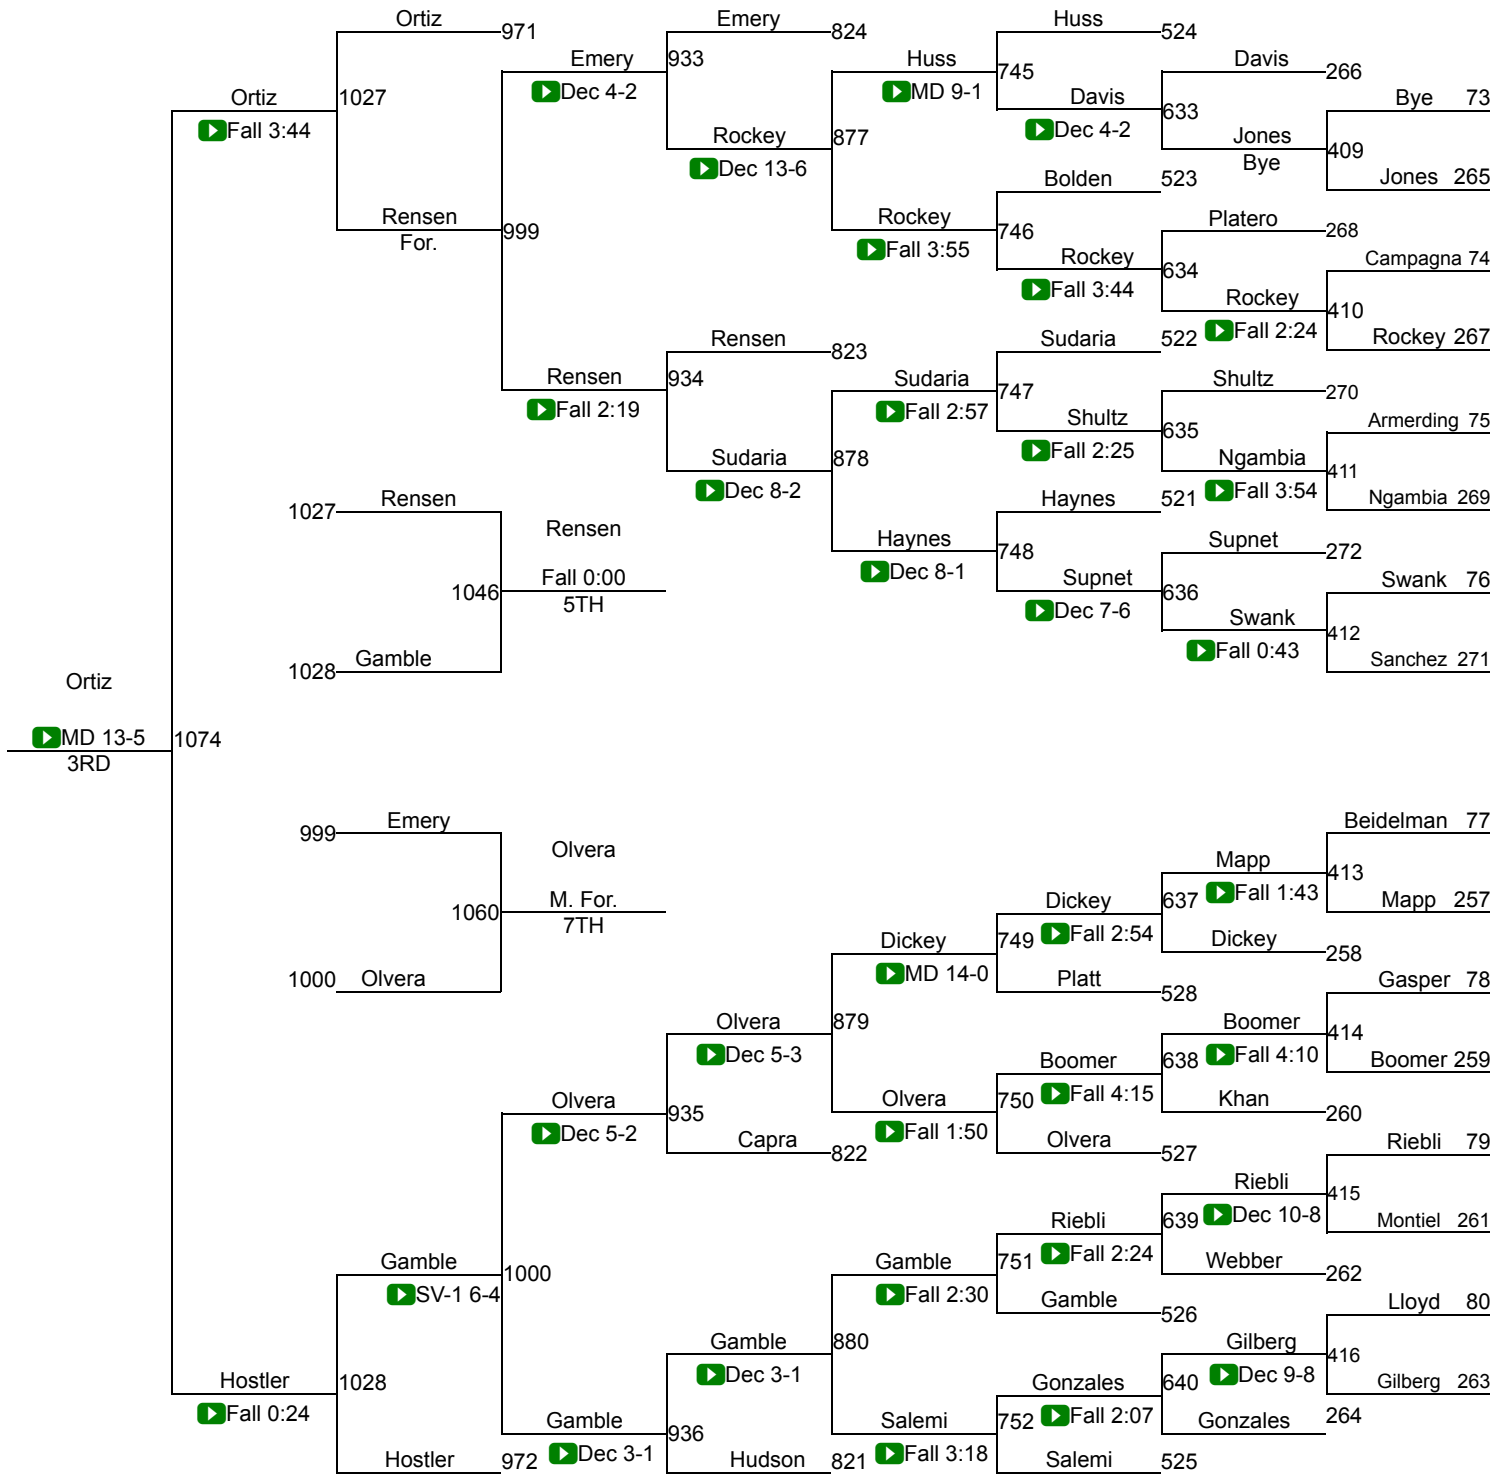 Ortiz
971
Emery
824
Huss
524
Emery
933
Huss
745
Davis
266
Dec 4-2
MD 9-1
Davis
633
Bye 73
Ortiz
1027
Dec 4-2
Fall 3:44
Rockey
877
Jones
409
Dec 13-6
Bye
Jones 265
Bolden
523
Rensen
999
Rockey
746
Platero
268
For.
Fall 3:55
Rockey
634
Campagna 74
Fall 3:44
Rockey
410
Fall 2:24
Rockey 267
Rensen
823
Sudaria
522
Rensen
934
Sudaria
747
Shultz
270
Fall 2:19
Fall 2:57
Shultz
635
Armerding 75
Fall 2:25
Sudaria
878
Ngambia
411
Dec 8-2
Fall 3:54
Ngambia 269
1027
Rensen
Haynes
521
Rensen
Haynes
748
Supnet
272
Dec 8-1
1046
Fall 0:00
Supnet
636
Swank 76
5TH
Dec 7-6
Swank
412
Fall 0:43
1028
Gamble
Sanchez 271
Ortiz
MD 13-5
1074
3RD
999
Emery
Beidelman 77
Olvera
Mapp
413
Fall 1:43
1060
M. For.
Dickey
637
Mapp 257
7TH
Fall 2:54
Dickey
749
Dickey
258
MD 14-0
1000
Olvera
Platt
528
Gasper 78
Olvera
879
Boomer
414
Dec 5-3
Fall 4:10
Boomer 259
Boomer
638
Fall 4:15
Olvera
935
Olvera
750
Khan
260
Dec 5-2
Fall 1:50
Capra
822
Olvera
527
Riebli 79
Riebli
415
Dec 10-8
Riebli
639
Montiel 261
Fall 2:24
Gamble
1000
Gamble
751
Webber
262
SV-1 6-4
Fall 2:30
Gamble
526
Lloyd 80
Gamble
880
Gilberg
416
Dec 3-1
Dec 9-8
Hostler
1028
Gonzales
640
Gilberg 263
Fall 0:24
Fall 2:07
Gamble
936
Salemi
752
Gonzales
264
Dec 3-1
Fall 3:18
Hostler
972
Hudson
821
Salemi
525